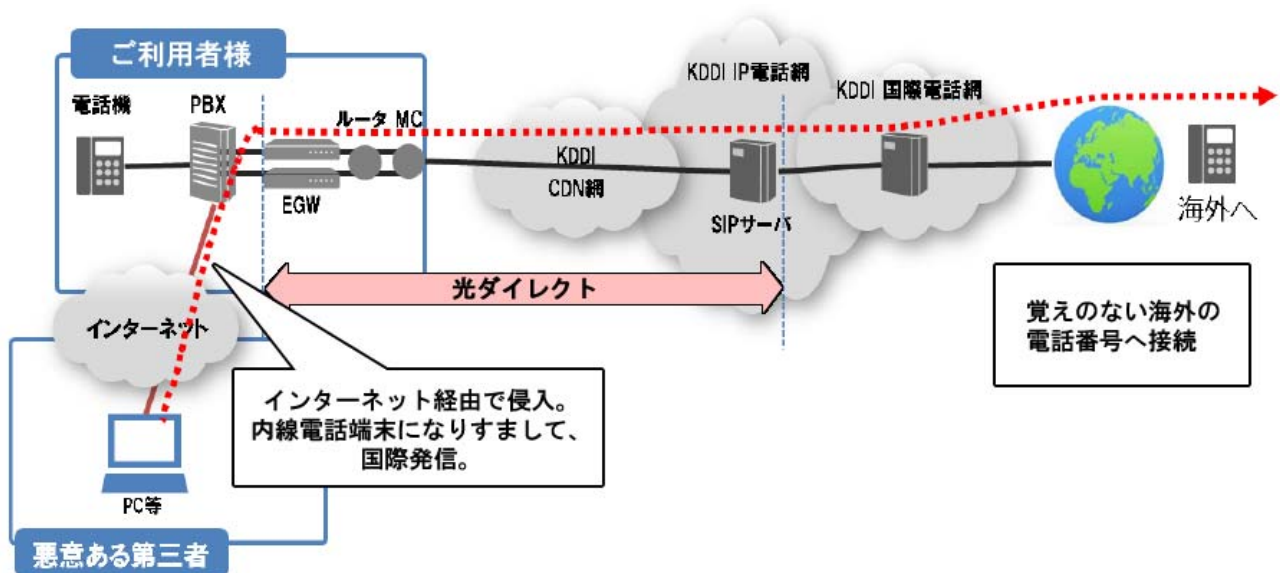 ご利用者様
電話機
PBX
ルータ MC
EGW
KDDI
CDN網
KDDI IP電話網
SIPサーバ
KDDI 国際電話網
海外へ
光ダイレクト
インターネット
インターネット経由で侵入。
内線電話端末になりすまして、
国際発信。
覚えのない海外の
電話番号へ接続
PC等
悪意ある第三者